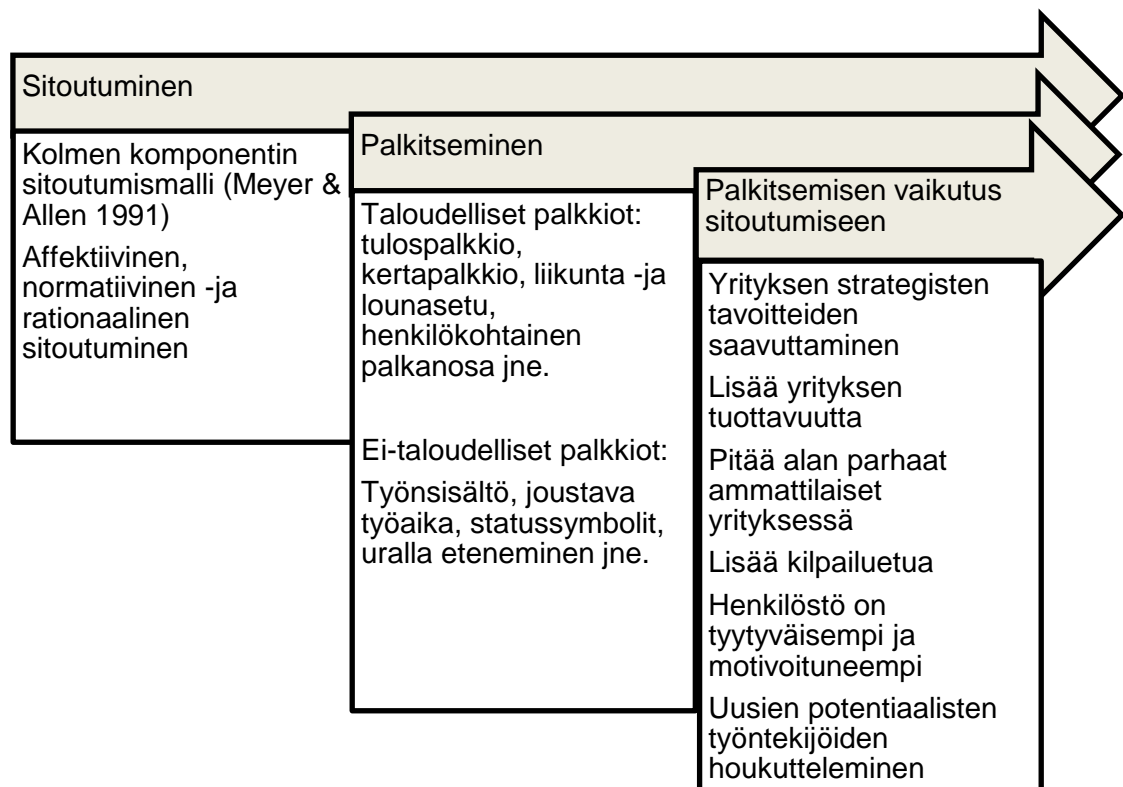 Sitoutuminen
Kolmen komponentin
sitoutumismalli (Meyer &
Allen 1991)
Affektiivinen,
normatiivinen -ja
rationaalinen
sitoutuminen
Palkitseminen
Taloudelliset palkkiot:
tulospalkkio,
kertapalkkio, liikunta -ja
lounasetu,
henkilökohtainen
palkanosa jne.
Ei-taloudelliset palkkiot:
Työnsisältö, joustava
työaika, statussymbolit,
uralla eteneminen jne.
Palkitsemisen vaikutus
sitoutumiseen
Yrityksen strategisten
tavoitteiden
saavuttaminen
Lisää yrityksen
tuottavuutta
Pitää alan parhaat
ammattilaiset
yrityksessä
Lisää kilpailuetua
Henkilöstö on
tyytyväisempi ja
motivoituneempi
Uusien potentiaalisten
työntekijöiden
houkutteleminen